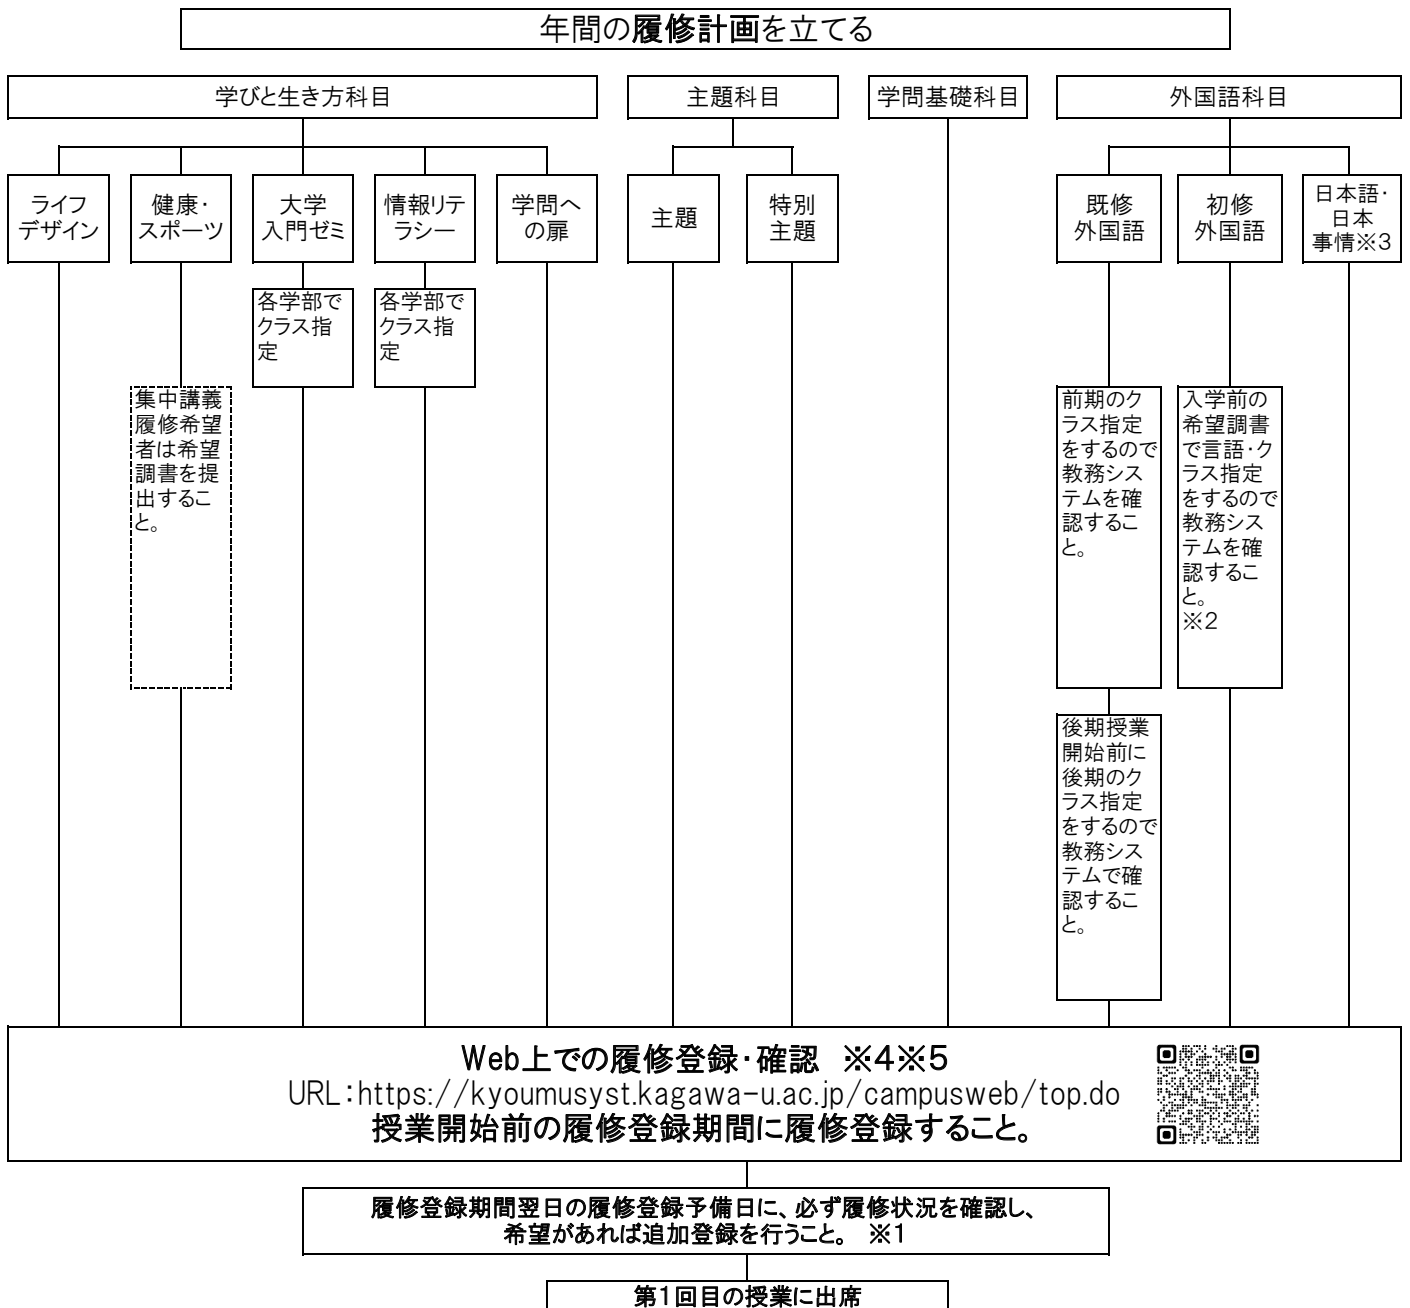 年間の履修計画を立てる
学びと生き方科目
主題科目
学問基礎科目
外国語科目
ライフ
デザイン
健康・
スポーツ
大学
入門ゼミ
情報リテ
ラシー
学問へ
の扉
主題
特別
主題
既修
外国語
初修
外国語
日本語・
日本
事情※3
各学部で
クラス指
定
各学部で
クラス指
定
集中講義
履修希望
者は希望
調書を提
出するこ
と。
前期のク
ラス指定
をするので
教務シス
テムを確
認するこ
と。
入学前の
希望調書
で言語・ク
ラス指定
をするので
教務シス
テムを確
認するこ
と。
※2
後期授業
開始前に
後期のク
ラス指定
をするので
教務シス
テムで確
認するこ
と。
Web上での履修登録・確認　※4※5
URL：https://kyoumusyst.kagawa-u.ac.jp/campusweb/top.do
授業開始前の履修登録期間に履修登録すること。
履修登録期間翌日の履修登録予備日に、必ず履修状況を確認し、
希望があれば追加登録を行うこと。　※1
第1回目の授業に出席